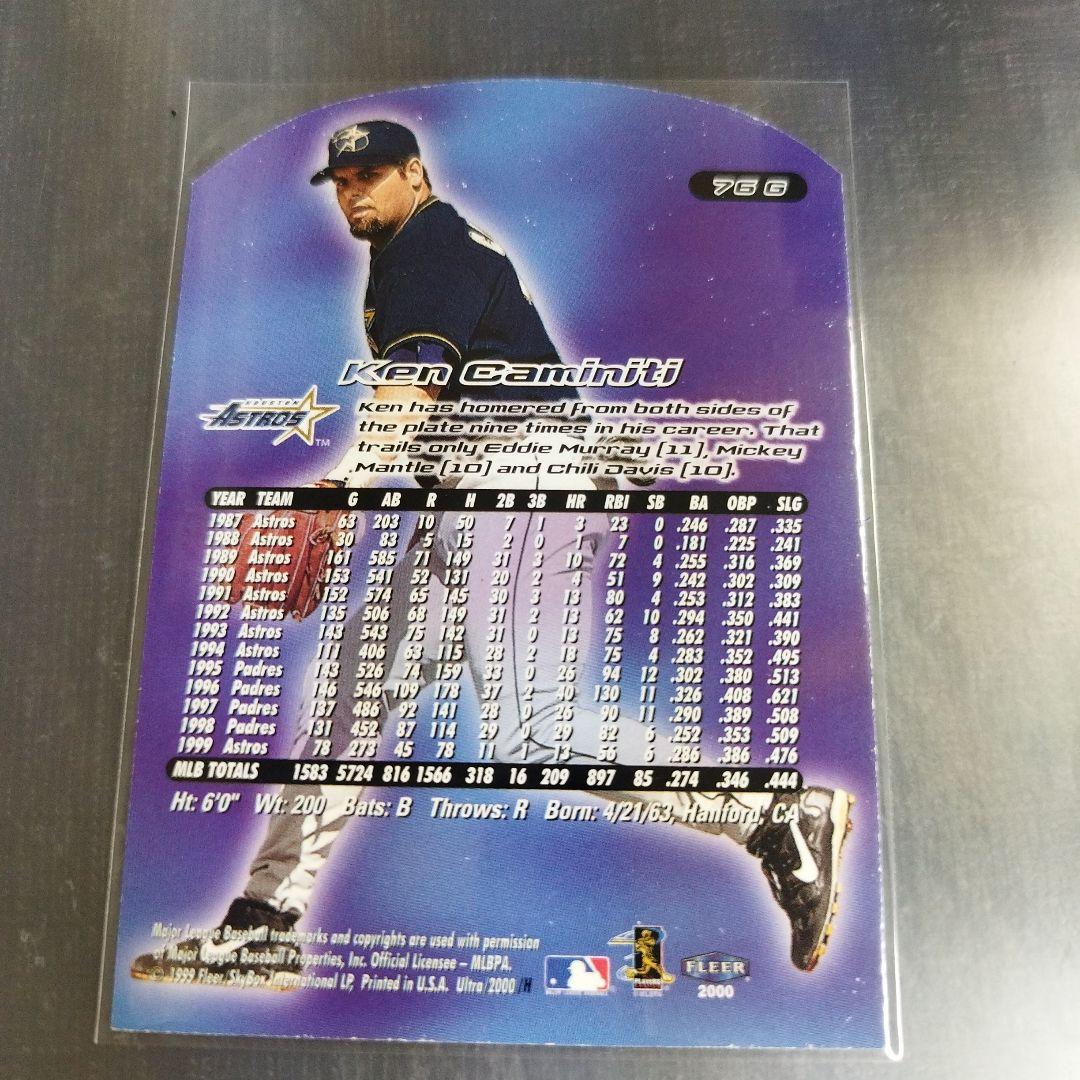 76 G
Ken Caminiti
HOUSTON
ASTROS
TM
Ken has homered from both sides of
the plate nine times in his career. That
trails only Eddie Murray (11), Mickey
Mantle (10) and Chili Davis (10).
YEAR TEAM G AB R H 2B 3B HR RBI SB BA OBP SLG
1987 Astros 63 203 10 50 7 1 3 23 0 .246 .287 .335
1988 Astros 30 83 5 15 2 0 1 7 0 .181 .225 .241
1989 Astros 161 585 71 149 31 3 10 72 4 .255 .316 .369
1990 Astros 153 541 52 131 20 2 4 51 9 .242 .302 .309
1991 Astros 152 574 65 145 30 3 13 80 4 .253 .312 .383
1992 Astros 135 506 68 149 31 2 13 62 10 .294 .350 .441
1993 Astros 143 543 75 142 31 0 13 75 8 .262 .321 .390
1994 Astros 111 406 63 115 28 2 18 75 4 .283 .352 .495
1995 Padres 143 526 74 159 33 0 26 94 12 .302 .380 .513
1996 Padres 146 546 109 178 37 2 40 130 11 .326 .408 .621
1997 Padres 137 486 92 141 28 0 26 90 11 .290 .389 .508
1998 Padres 131 452 87 114 29 0 29 82 6 .252 .353 .509
1999 Astros 78 273 45 78 11 1 13 56 6 .286 .386 .476
MLB TOTALS 1583 5724 816 1566 318 16 209 897 85 .274 .346 .444
Ht: 6'0" Wt: 200 Bats: B Throws: R Born: 4/21/63, Hanford, CA
Major League Baseball trademarks and copyrights are used with permission
of Major League Baseball Properties, Inc. Official Licensee – MLBPA.
© 1999 Fleer/SkyBox International LP, Printed in U.S.A. Ultra/2000 /H
PLAYERS
FLEER
2000